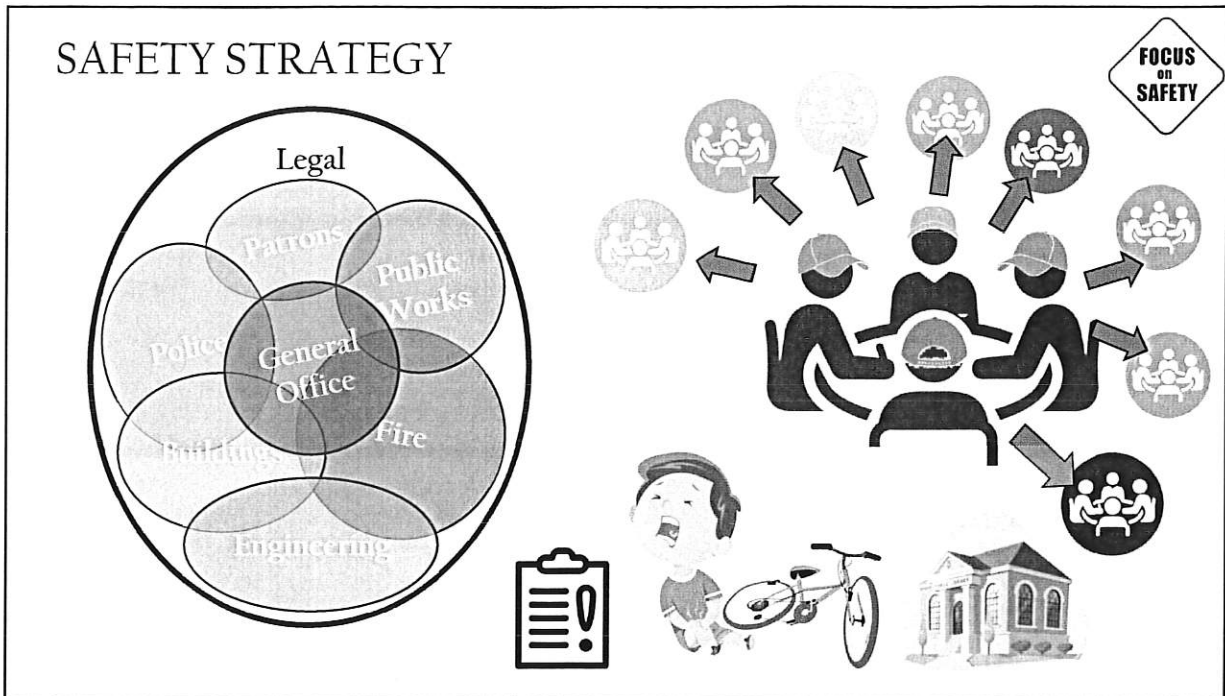 SAFETY STRATEGY
FOCUS
on
SAFETY
Legal
Patrons
Public
Works
Police
General
Office
Fire
Buildings
Engineering